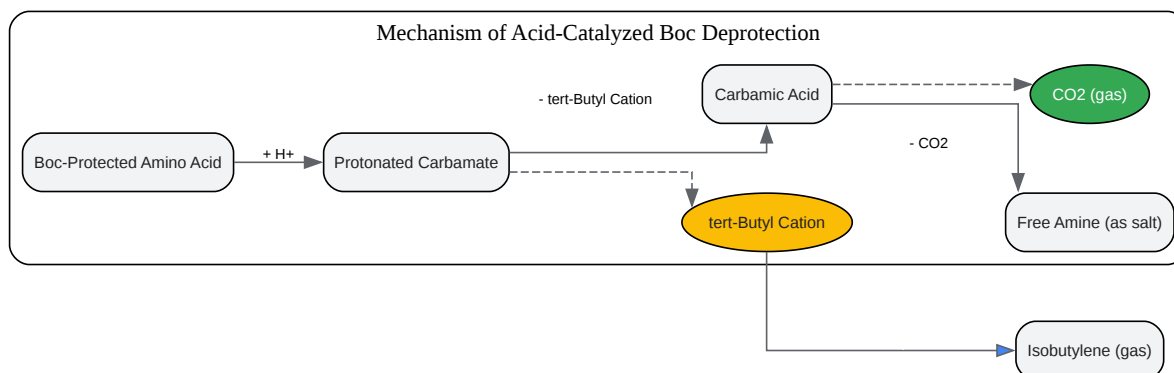 Mechanism of Acid-Catalyzed Boc Deprotection
Boc-Protected Amino Acid
+ H+
Protonated Carbamate
- tert-Butyl Cation
Carbamic Acid
CO2 (gas)
- CO2
tert-Butyl Cation
Free Amine (as salt)
Isobutylene (gas)